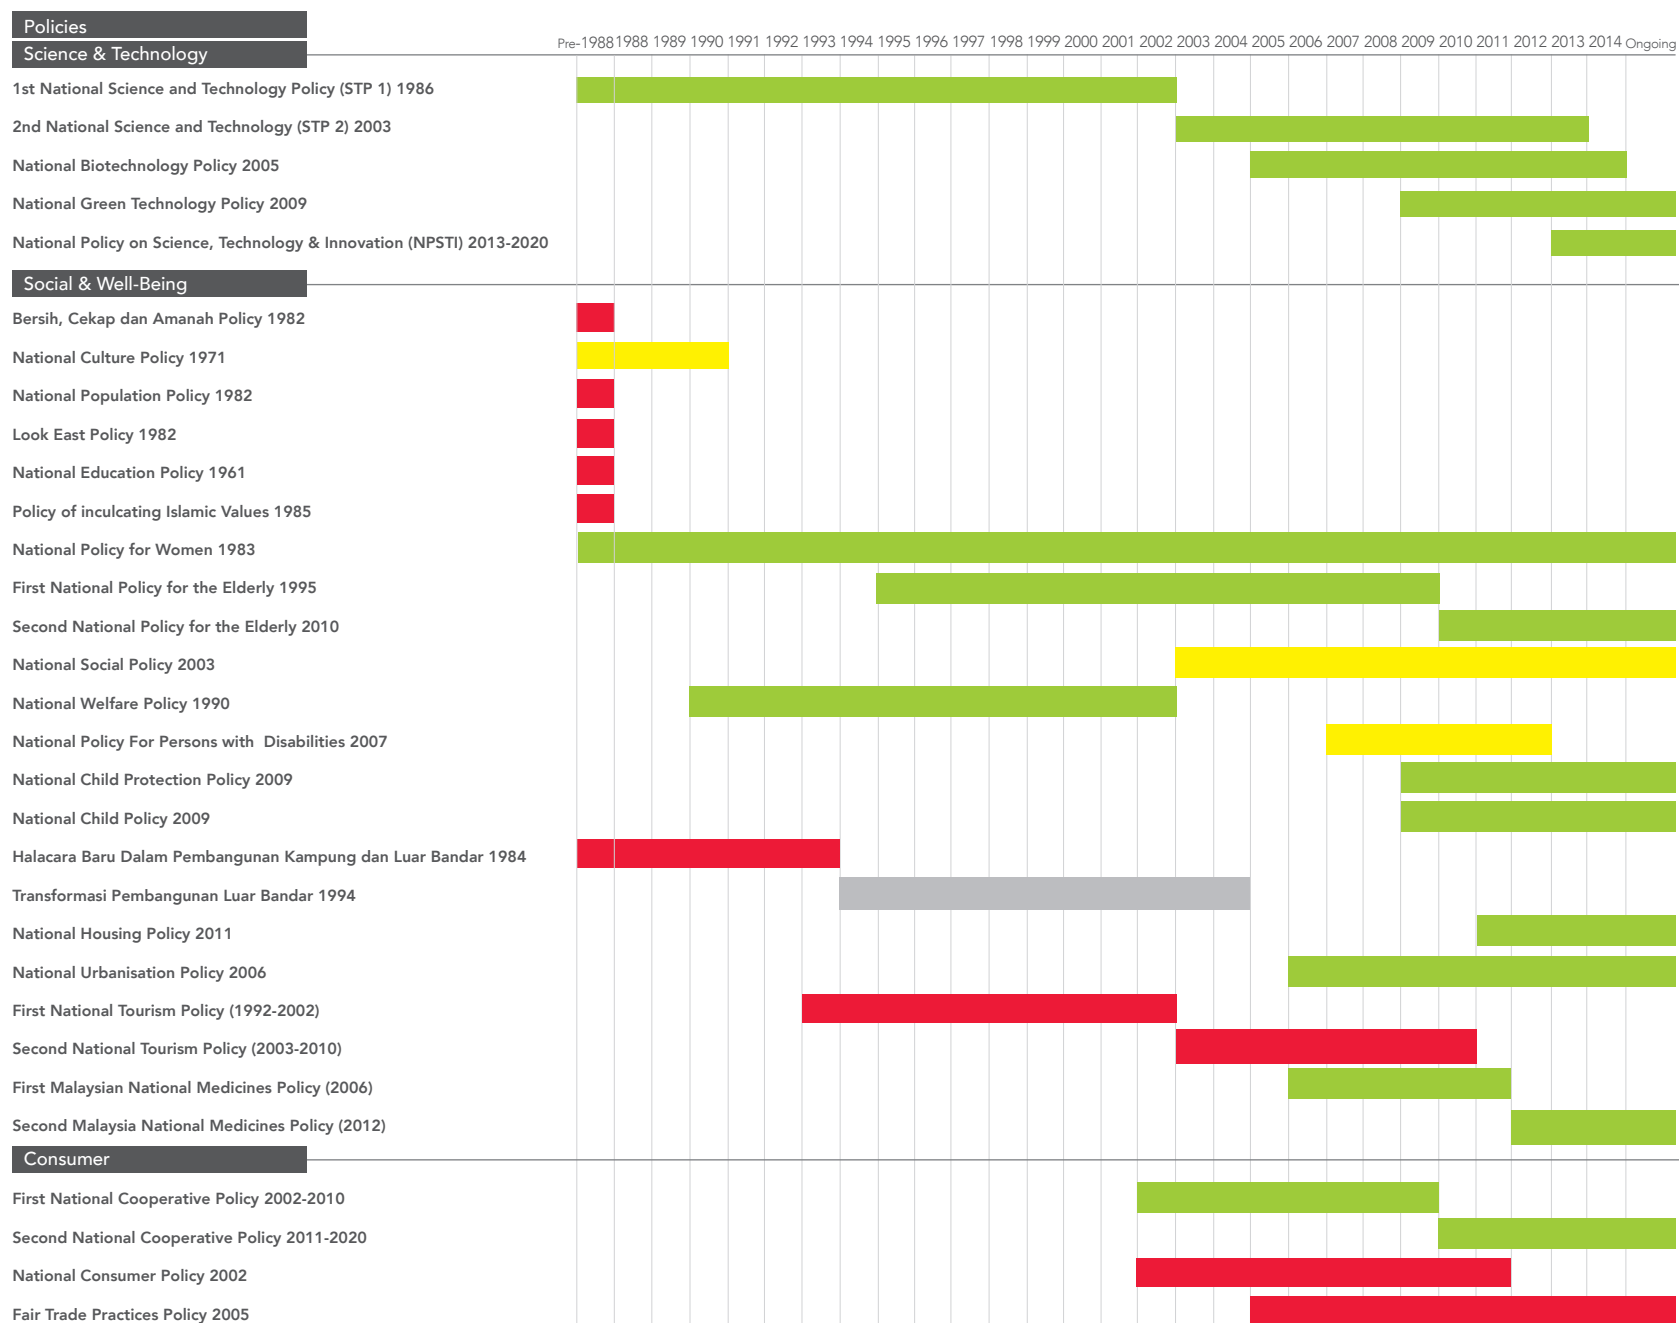 Policies
Pre-1988 1988 1989 1990 1991 1992 1993 1994 1995 1996 1997 1998 1999 2000 2001 2002 2003 2004 2005 2006 2007 2008 2009 2010 2011 2012 2013 2014 Ongoing
Science & Technology
1st National Science and Technology Policy (STP 1) 1986
2nd National Science and Technology (STP 2) 2003
National Biotechnology Policy 2005
National Green Technology Policy 2009
National Policy on Science, Technology & Innovation (NPSTI) 2013-2020
Social & Well-Being
Bersih, Cekap dan Amanah Policy 1982
National Culture Policy 1971
National Population Policy 1982
Look East Policy 1982
National Education Policy 1961
Policy of inculcating Islamic Values 1985
National Policy for Women 1983
First National Policy for the Elderly 1995
Second National Policy for the Elderly 2010
National Social Policy 2003
National Welfare Policy 1990
National Policy For Persons with Disabilities 2007
National Child Protection Policy 2009
National Child Policy 2009
Halacara Baru Dalam Pembangunan Kampung dan Luar Bandar 1984
Transformasi Pembangunan Luar Bandar 1994
National Housing Policy 2011
National Urbanisation Policy 2006
First National Tourism Policy (1992-2002)
Second National Tourism Policy (2003-2010)
First Malaysian National Medicines Policy (2006)
Second Malaysia National Medicines Policy (2012)
Consumer
First National Cooperative Policy 2002-2010
Second National Cooperative Policy 2011-2020
National Consumer Policy 2002
Fair Trade Practices Policy 2005